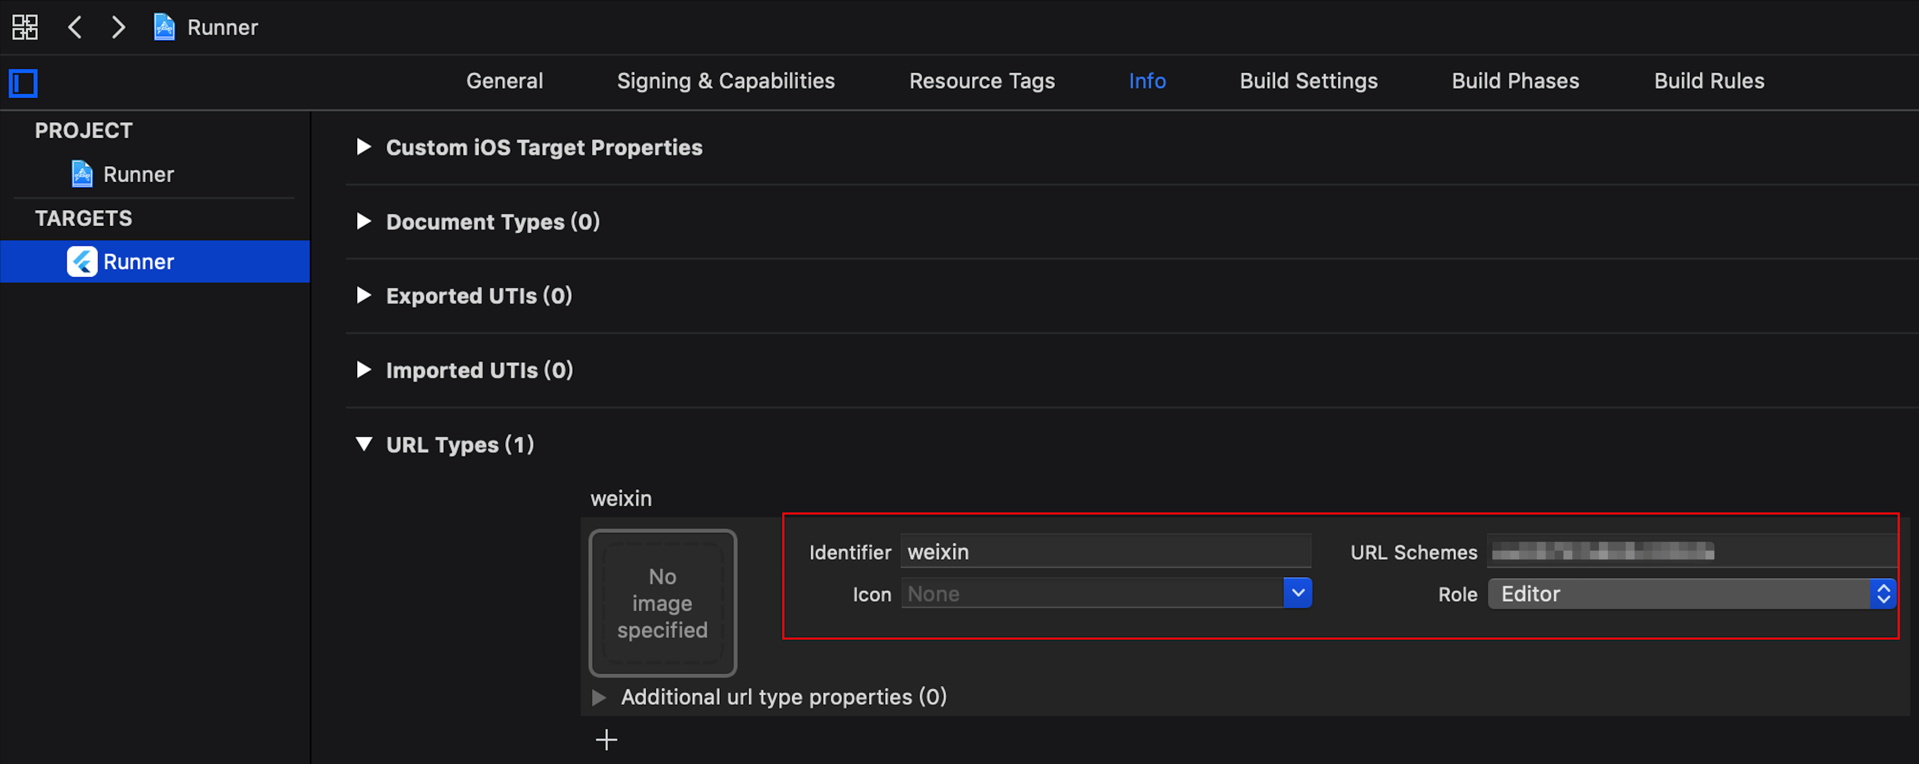 Runner
General Signing & Capabilities Resource Tags Info Build Settings Build Phases Build Rules
PROJECT
Runner
TARGETS
Runner
Custom iOS Target Properties
Document Types (0)
Exported UTIs (0)
Imported UTIs (0)
URL Types (1)
weixin
No
image
specified
Identifier weixin URL Schemes
Icon None Role Editor
Additional url type properties (0)